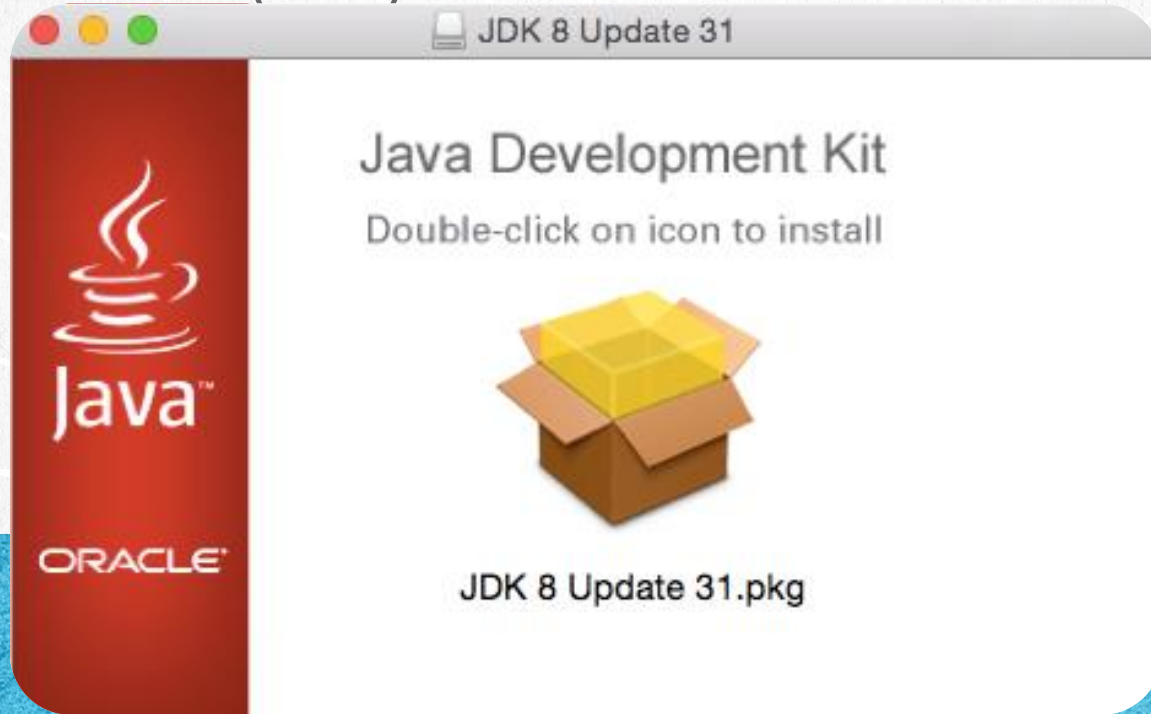 JDK 8 Update 31
Java Development Kit
Double-click on icon to install
Java™
ORACLE®
JDK 8 Update 31.pkg